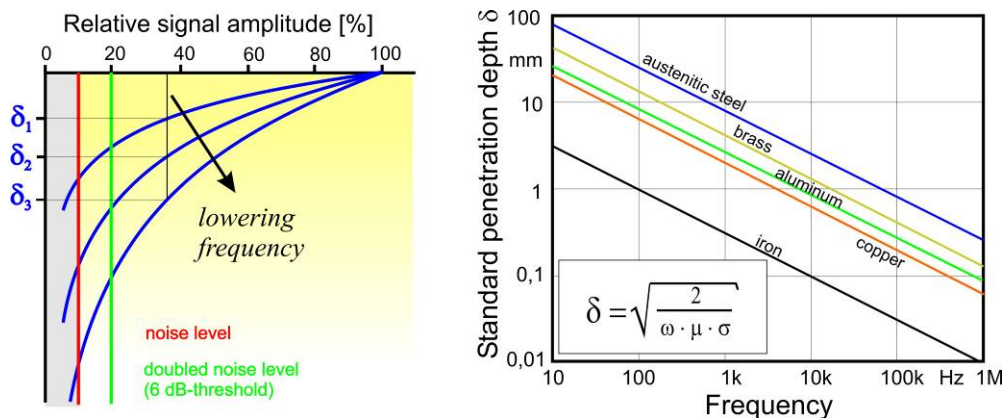 Relative signal amplitude [%]
0 20 40 60 80 100
δ1
δ2
δ3
lowering
frequency
noise level
doubled noise level
(6 dB-threshold)
Standard penetration depth δ
100
mm
10
1
0,1
0,01
austenitic steel
brass
aluminum
copper
iron
δ = √ 2 / ω · μ · σ
10 100 1k 10k 100k Hz 1M
Frequency